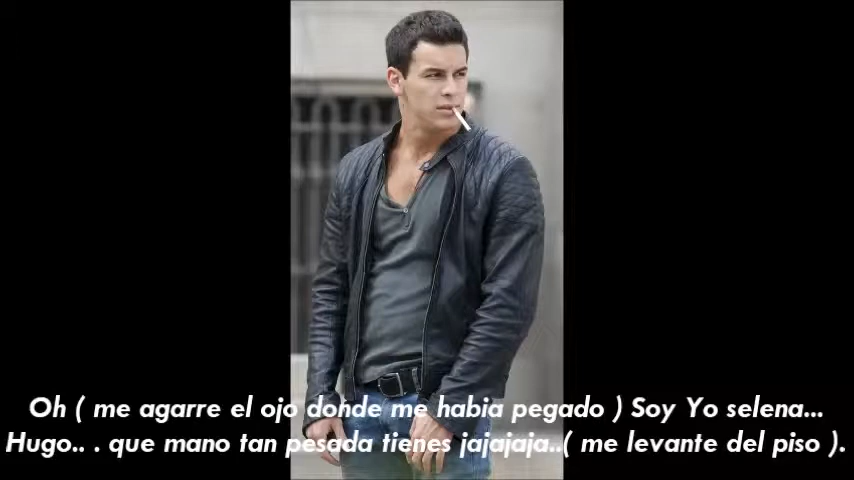 Oh ( me agarre el ojo donde me habia pegado ) Soy Yo selena...
Hugo.. . que mano tan pesada tienes jajajaja..( me levante del piso ).